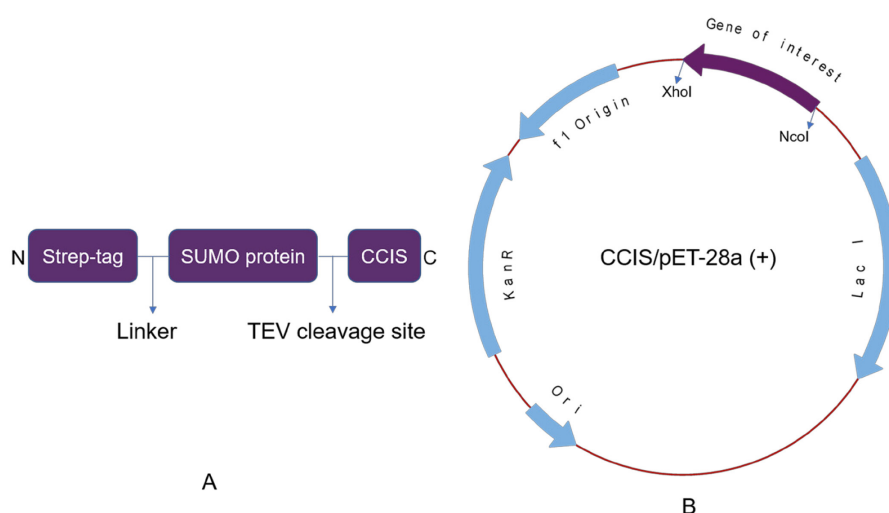 N Strep-tag SUMO protein CCIS C
Linker TEV cleavage site
A
Gene of interest
XhoI
NcoI
f1 Origin
KanR
CCIS/pET-28a (+)
Lac I
Ori
B